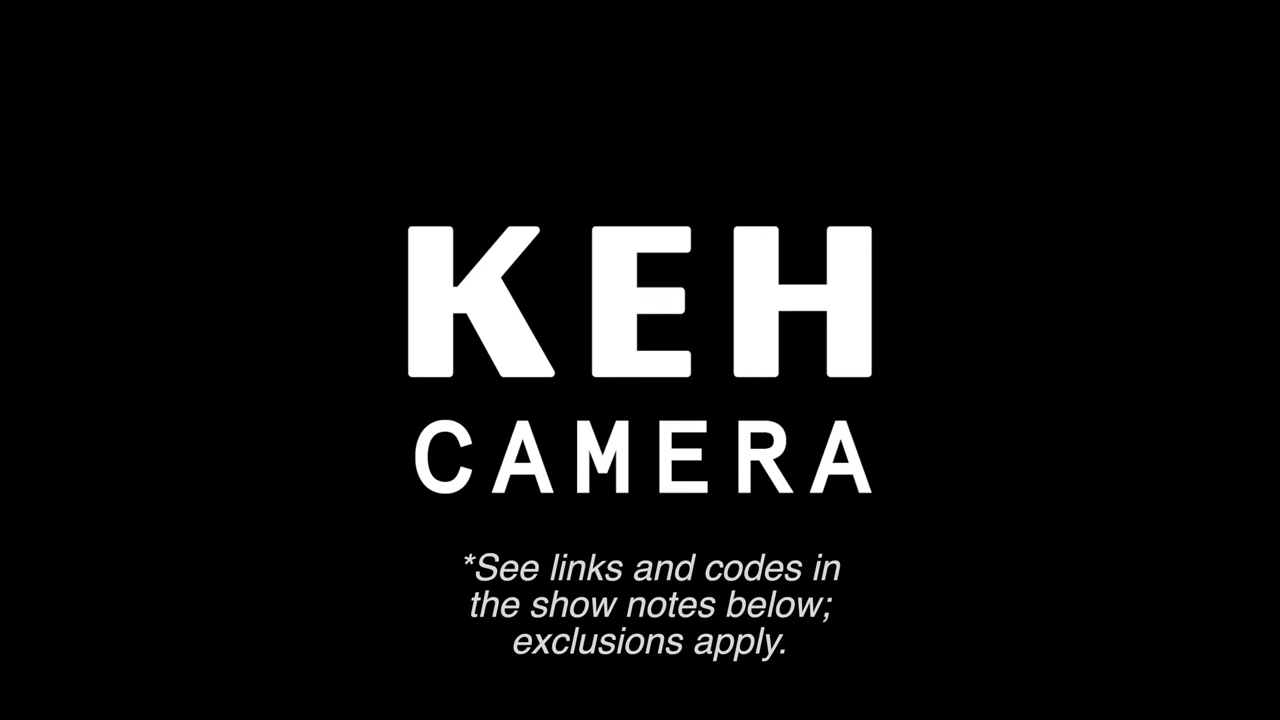 KEH
CAMERA
*See links and codes in
the show notes below;
exclusions apply.